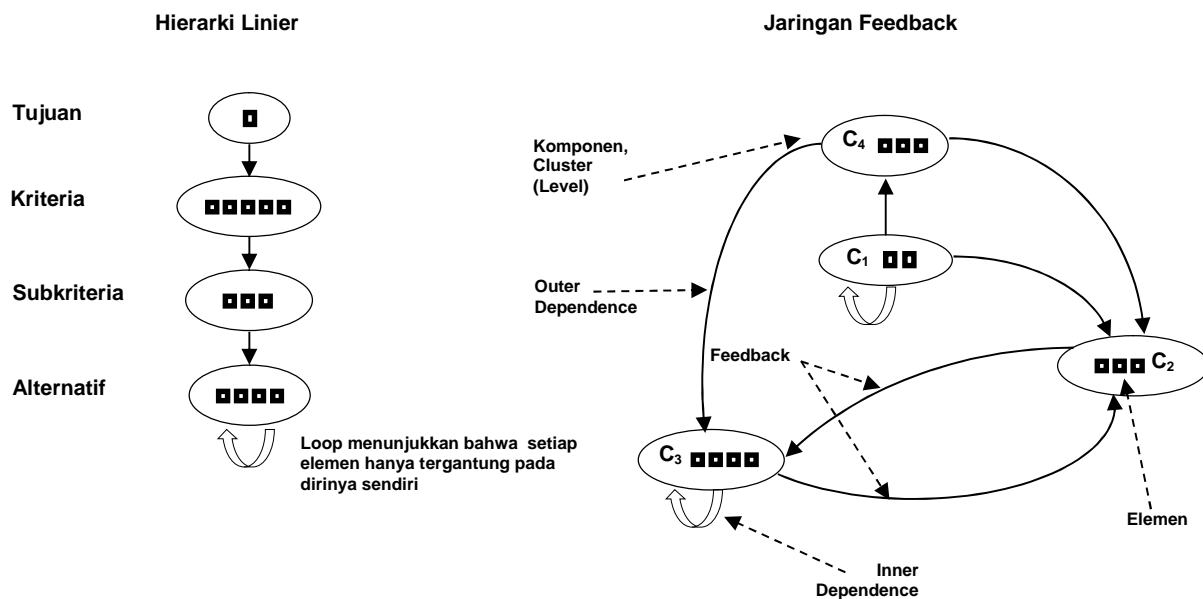 Hierarki Linier
Tujuan
Kriteria
Subkriteria
Alternatif
Loop menunjukkan bahwa setiap
elemen hanya tergantung pada
dirinya sendiri
Jaringan Feedback
Komponen,
Cluster
(Level)
C4
C1
Outer
Dependence
Feedback
C2
C3
Elemen
Inner
Dependence